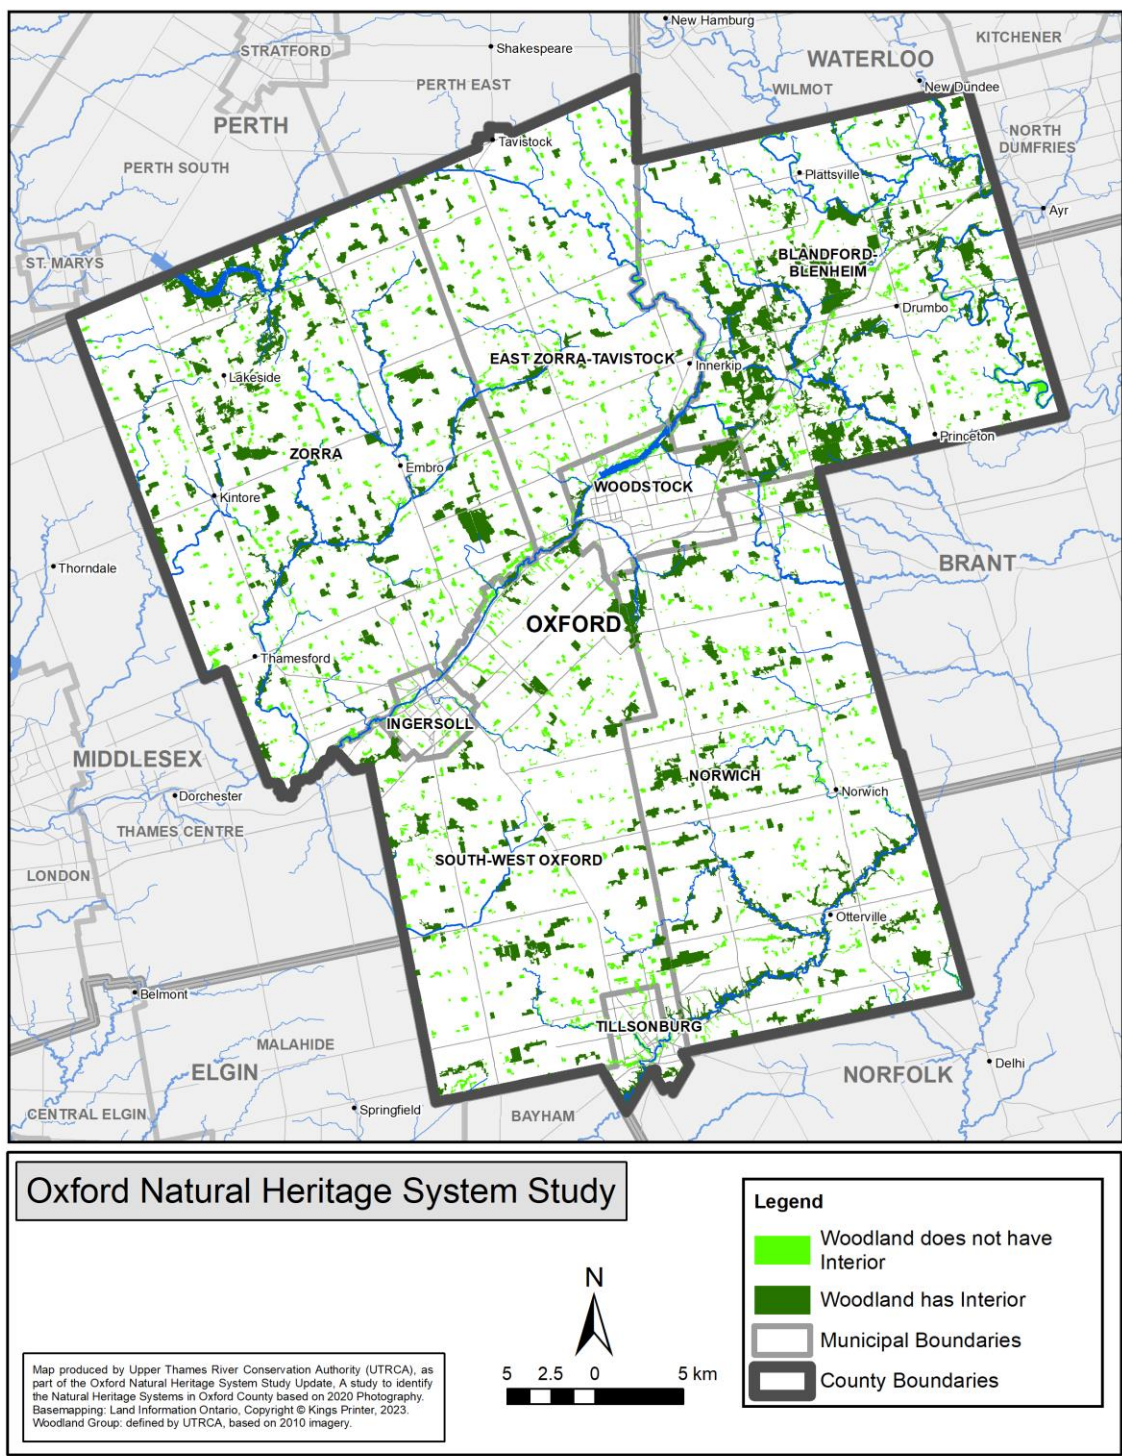 New Hamburg
KITCHENER
STRATFORD
Shakespeare
WATERLOO
PERTH EAST
WILMOT
New Dundee
PERTH
NORTH
DUMFRIES
Tavistock
PERTH SOUTH
Plattsville
Ayr
ST. MARYS
BLANDFORD-
BLENHEIM
Drumbo
EAST ZORRA-TAVISTOCK
Innerkip
Lakeside
Princeton
ZORRA
Embro
WOODSTOCK
Kintore
Thorndale
BRANT
OXFORD
Thamesford
INGERSOLL
MIDDLESEX
NORWICH
Dorchester
Norwich
THAMES CENTRE
SOUTH-WEST OXFORD
LONDON
Otterville
Belmont
TILLSONBURG
MALAHIDE
ELGIN
NORFOLK
Delhi
CENTRAL ELGIN
Springfield
BAYHAM
Oxford Natural Heritage System Study
Legend
Woodland does not have
Interior
Woodland has Interior
Municipal Boundaries
County Boundaries
N
5 2.5 0 5 km
Map produced by Upper Thames River Conservation Authority (UTRCA), as
part of the Oxford Natural Heritage System Study Update, A study to identify
the Natural Heritage Systems in Oxford County based on 2020 Photography.
Basemapping: Land Information Ontario, Copyright © Kings Printer, 2023.
Woodland Group: defined by UTRCA, based on 2010 imagery.